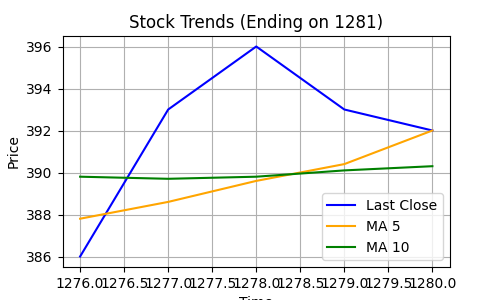 Stock Trends (Ending on 1281)
Price
396
394
392
390
388
386
Last Close
MA 5
MA 10
1276.0 1276.5 1277.0 1277.5 1278.0 1278.5 1279.0 1279.5 1280.0
Time